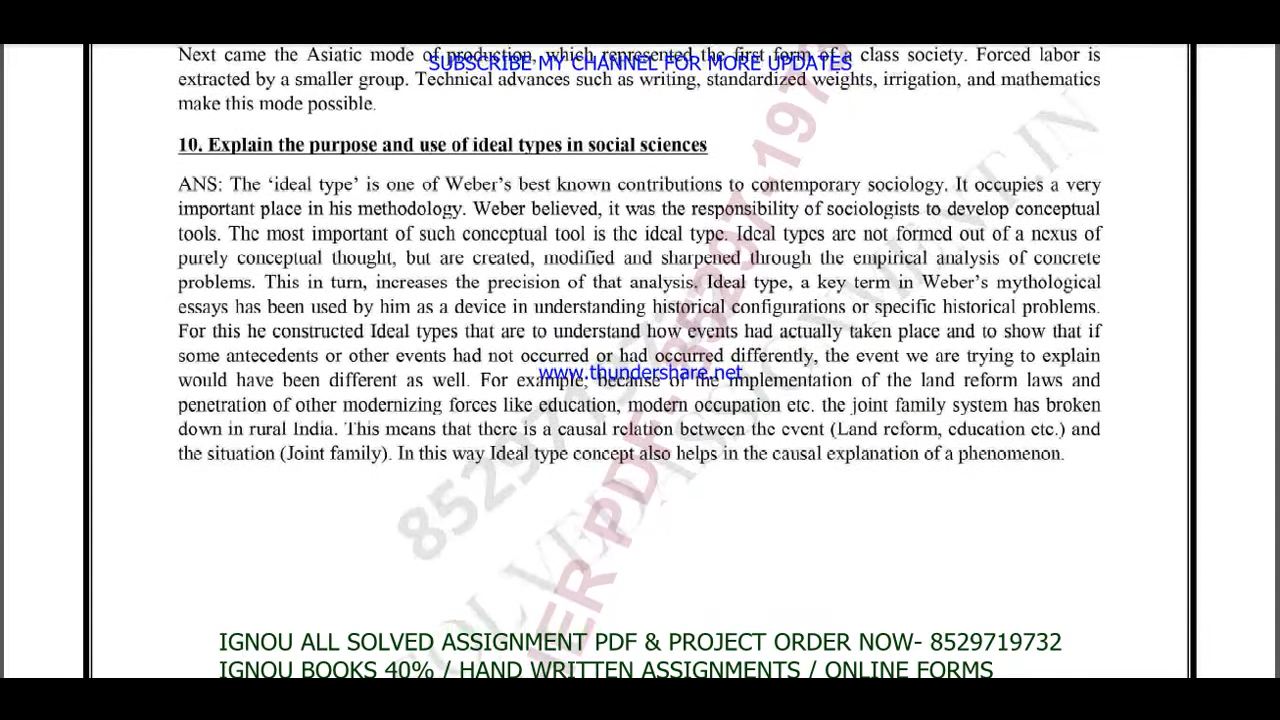 Next came the Asiatic mode of production, which represented the first form of a class society. Forced labor is
SUBSCRIBE MY CHANNEL FOR MORE UPDATES
extracted by a smaller group. Technical advances such as writing, standardized weights, irrigation, and mathematics
make this mode possible.
10. Explain the purpose and use of ideal types in social sciences
ANS: The ‘ideal type’ is one of Weber’s best known contributions to contemporary sociology. It occupies a very
important place in his methodology. Weber believed, it was the responsibility of sociologists to develop conceptual
tools. The most important of such conceptual tool is the ideal type. Ideal types are not formed out of a nexus of
purely conceptual thought, but are created, modified and sharpened through the empirical analysis of concrete
problems. This in turn, increases the precision of that analysis. Ideal type, a key term in Weber’s mythological
essays has been used by him as a device in understanding historical configurations or specific historical problems.
For this he constructed Ideal types that are to understand how events had actually taken place and to show that if
some antecedents or other events had not occurred or had occurred differently, the event we are trying to explain
www.thundershare.net
would have been different as well. For example, because of the implementation of the land reform laws and
penetration of other modernizing forces like education, modern occupation etc. the joint family system has broken
down in rural India. This means that there is a causal relation between the event (Land reform, education etc.) and
the situation (Joint family). In this way Ideal type concept also helps in the causal explanation of a phenomenon.
IGNOU ALL SOLVED ASSIGNMENT PDF & PROJECT ORDER NOW- 8529719732
IGNOU BOOKS 40% / HAND WRITTEN ASSIGNMENTS / ONLINE FORMS